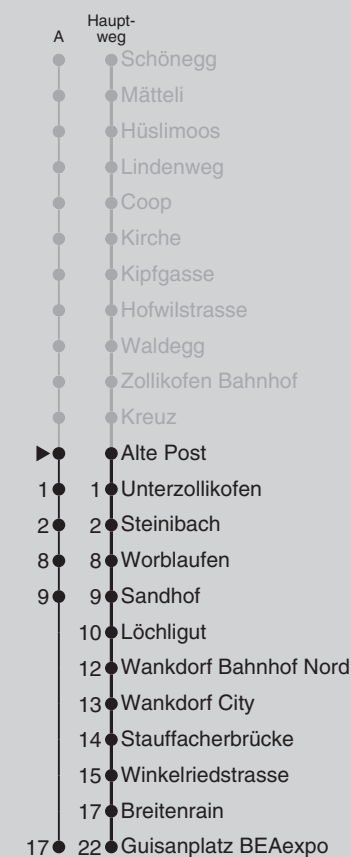 A Haupt-
weg
Schönegg
Mätteli
Hüslimoos
Lindenweg
Coop
Kirche
Kipfgasse
Hofwilstrasse
Waldegg
Zollikofen Bahnhof
Kreuz
Alte Post
1 1 Unterzollikofen
2 2 Steinibach
8 8 Worblaufen
9 9 Sandhof
10 Löchligut
12 Wankdorf Bahnhof Nord
13 Wankdorf City
14 Stauffacherbrücke
15 Winkelriedstrasse
17 Breitenrain
17 22 Guisanplatz BEAexpo